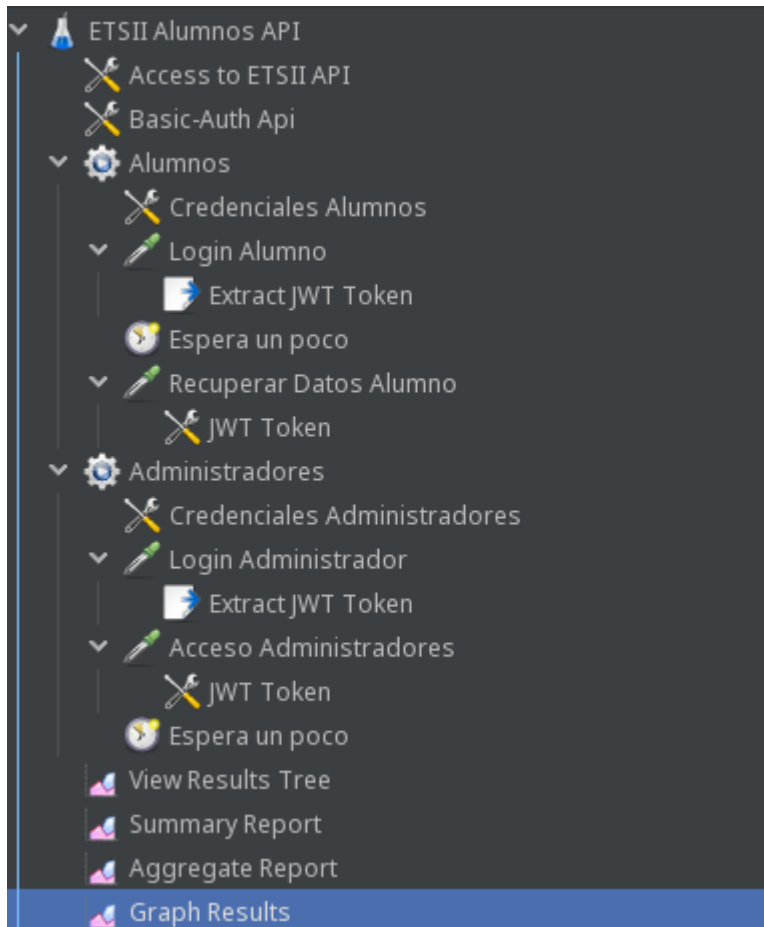 ETSII Alumnos API
Access to ETSII API
Basic-Auth Api
Alumnos
Credenciales Alumnos
Login Alumno
Extract JWT Token
Espera un poco
Recuperar Datos Alumno
JWT Token
Administradores
Credenciales Administradores
Login Administrador
Extract JWT Token
Acceso Administradores
JWT Token
Espera un poco
View Results Tree
Summary Report
Aggregate Report
Graph Results